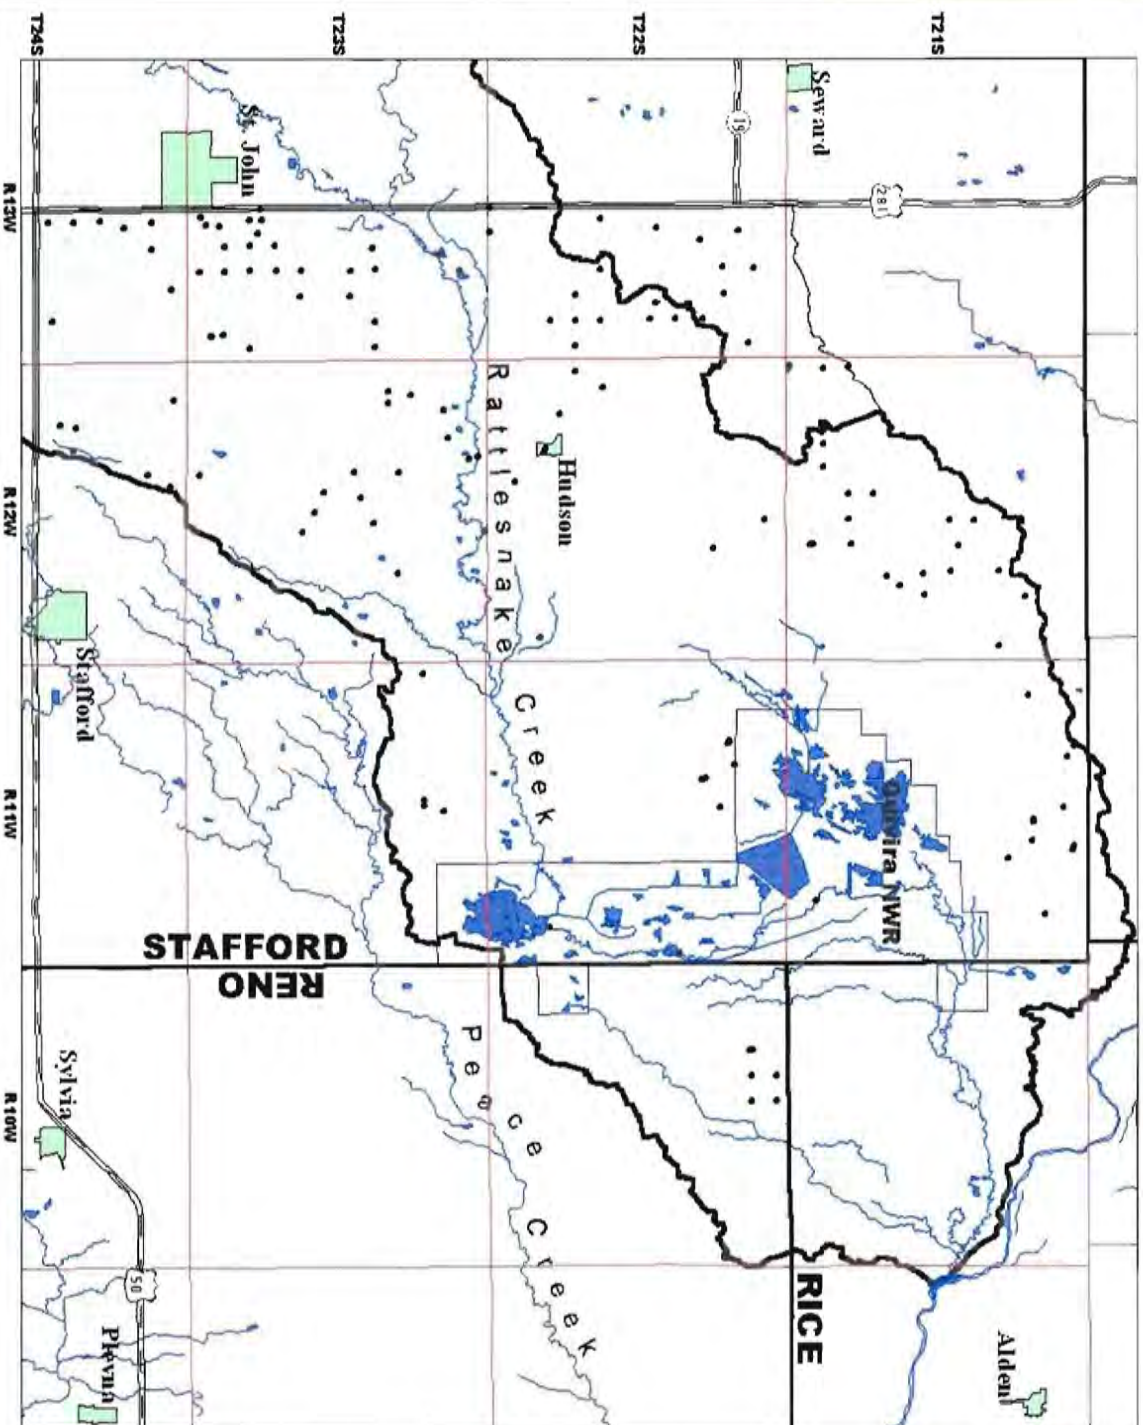 T24S
T23S
T22S
T21S
Seward
19
281
St. John
R13W
Rattlesnake Creek
Hudson
R12W
Stafford
Quivira NWR
R11W
STAFFORD
RENO
RICE
Peace Creek
Sylvia
R10W
50
Plevna
Alden